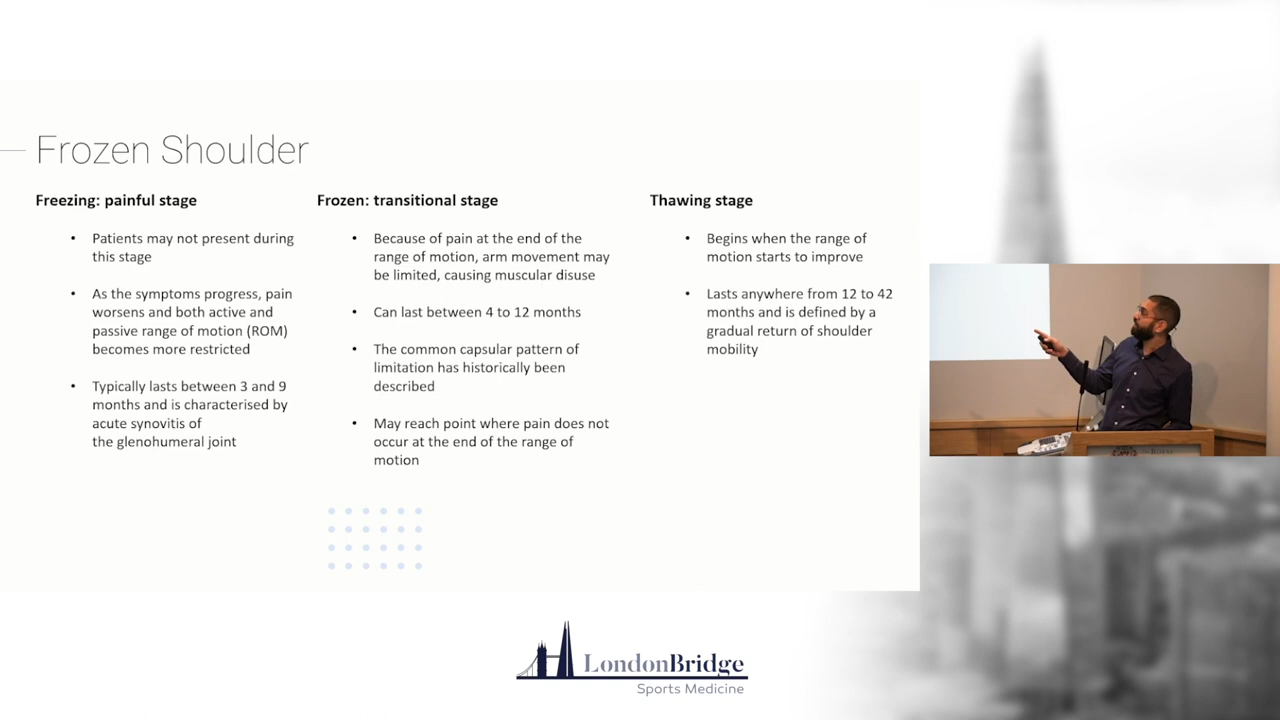 Frozen Shoulder
Freezing: painful stage
• Patients may not present during
this stage
• As the symptoms progress, pain
worsens and both active and
passive range of motion (ROM)
becomes more restricted
• Typically lasts between 3 and 9
months and is characterised by
acute synovitis of
the glenohumeral joint
Frozen: transitional stage
• Because of pain at the end of the
range of motion, arm movement may
be limited, causing muscular disuse
• Can last between 4 to 12 months
• The common capsular pattern of
limitation has historically been
described
• May reach point where pain does not
occur at the end of the range of
motion
Thawing stage
• Begins when the range of
motion starts to improve
• Lasts anywhere from 12 to 42
months and is defined by a
gradual return of shoulder
mobility
LondonBridge
Sports Medicine